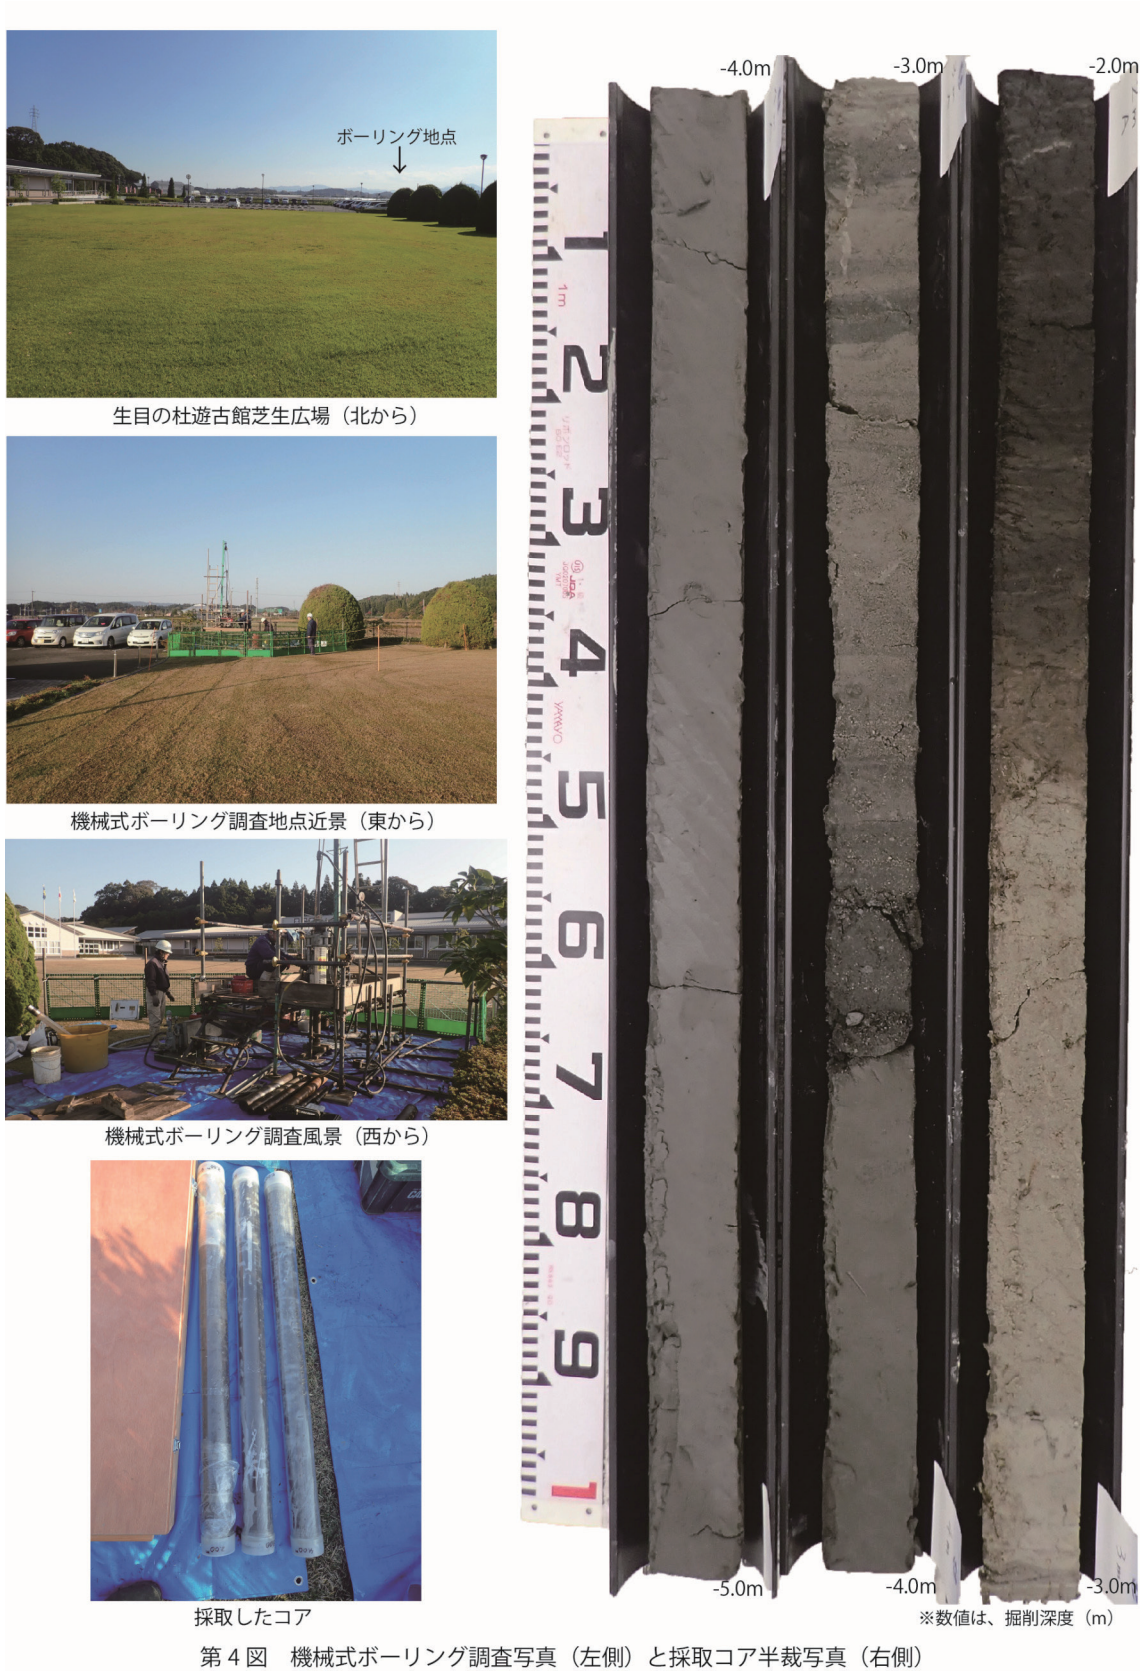 ボーリング地点
↓
生目の杜遊古館芝生広場（北から）
機械式ボーリング調査地点近景（東から）
機械式ボーリング調査風景（西から）
採取したコア
-4.0m
-3.0m
-2.0m
1
1m
2
3
4
5
6
7
8
9
1
-5.0m
-4.0m
-3.0m
※数値は、掘削深度（m）
第４図　機械式ボーリング調査写真（左側）と採取コア半裁写真（右側）